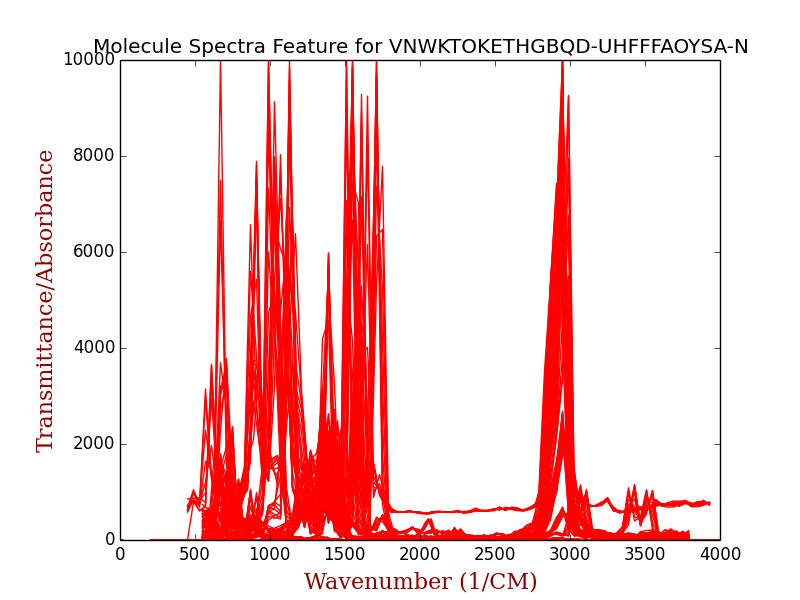 Molecule Spectra Feature for VNWKTOKETHGBQD-UHFFFAOYSA-N
10000
8000
6000
4000
2000
0
Transmittance/Absorbance
0 500 1000 1500 2000 2500 3000 3500 4000
Wavenumber (1/CM)